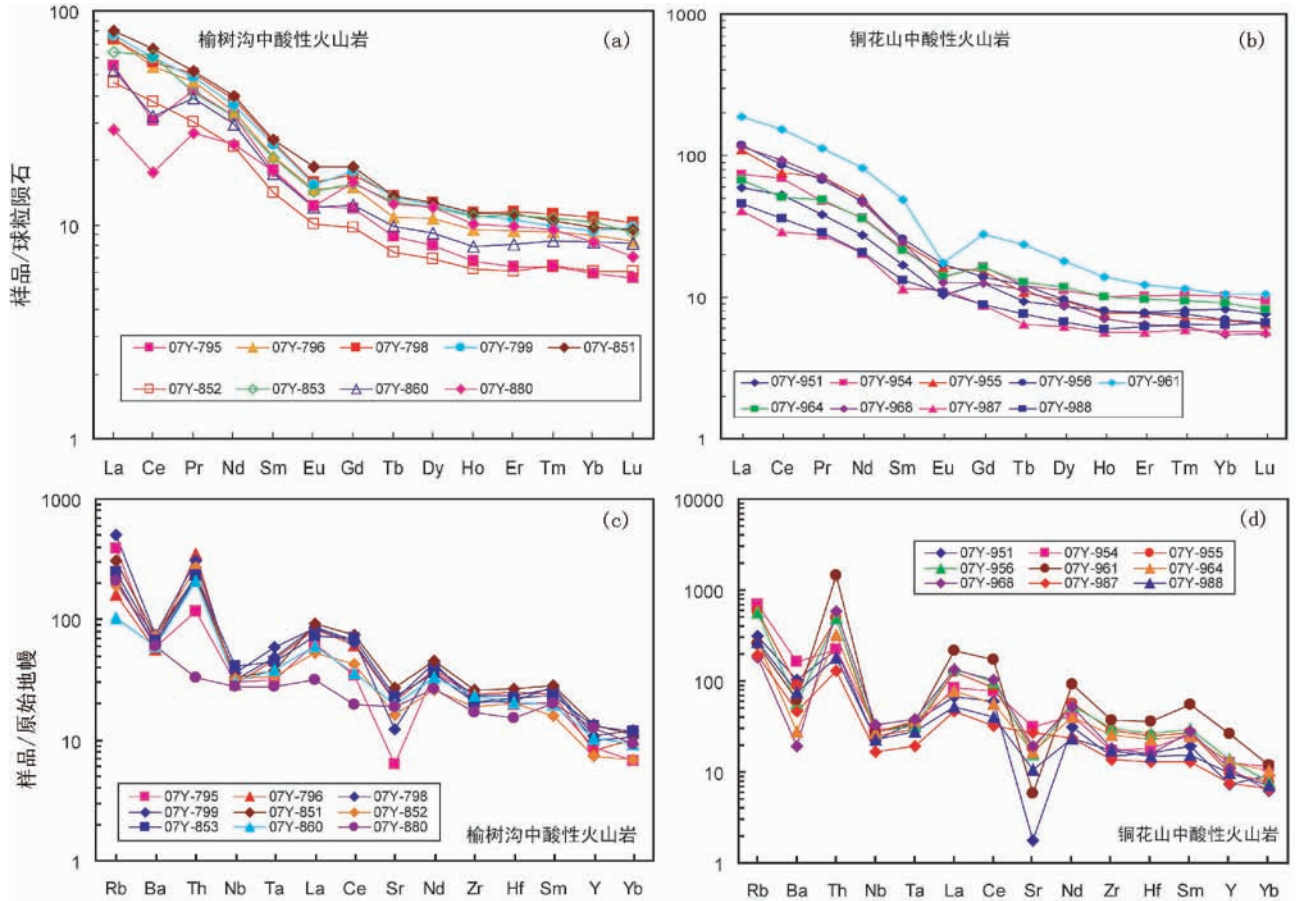 榆树沟中酸性火山岩 (a)
100
10
1
样品/球粒陨石
07Y-795 07Y-796 07Y-798 07Y-799 07Y-851
07Y-852 07Y-853 07Y-860 07Y-880
La Ce Pr Nd Sm Eu Gd Tb Dy Ho Er Tm Yb Lu
铜花山中酸性火山岩 (b)
1000
100
10
1
07Y-951 07Y-954 07Y-955 07Y-956 07Y-961
07Y-964 07Y-968 07Y-987 07Y-988
La Ce Pr Nd Sm Eu Gd Tb Dy Ho Er Tm Yb Lu
(c)
1000
100
10
1
样品/原始地幔
07Y-795 07Y-796 07Y-798
07Y-799 07Y-851 07Y-852
07Y-853 07Y-860 07Y-880
榆树沟中酸性火山岩
Rb Ba Th Nb Ta La Ce Sr Nd Zr Hf Sm Y Yb
(d)
10000
1000
100
10
1
07Y-951 07Y-954 07Y-955
07Y-956 07Y-961 07Y-964
07Y-968 07Y-987 07Y-988
铜花山中酸性火山岩
Rb Ba Th Nb Ta La Ce Sr Nd Zr Hf Sm Y Yb